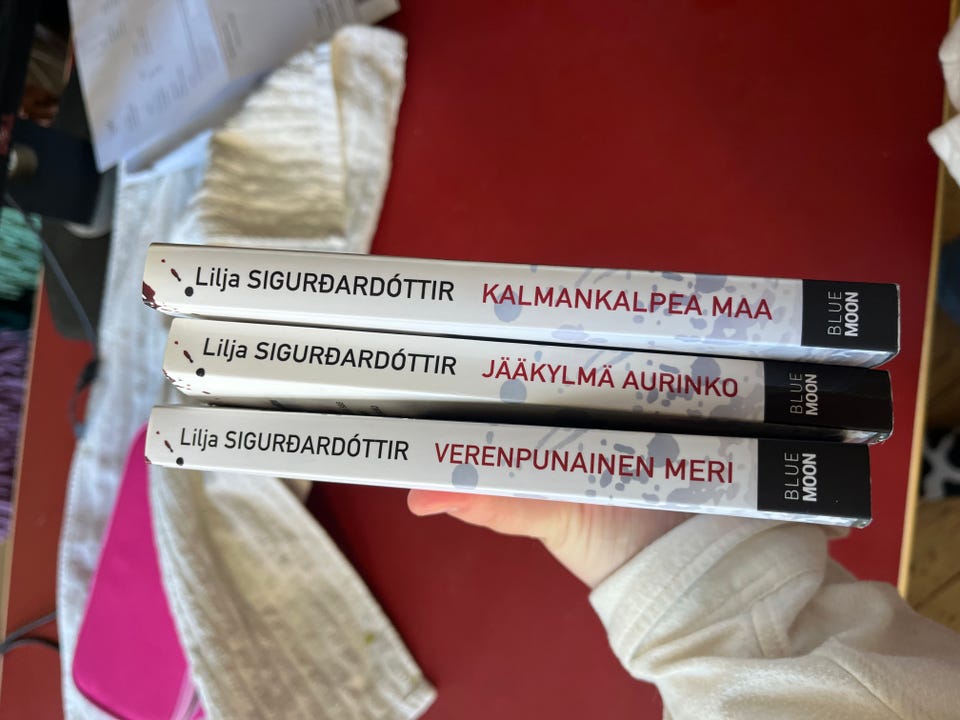 Lilja SIGURÐARDÓTTIR KALMANKALPEA MAA BLUE MOON
Lilja SIGURÐARDÓTTIR JÄÄKYLMÄ AURINKO BLUE MOON
Lilja SIGURÐARDÓTTIR VERENPUNAINEN MERI BLUE MOON